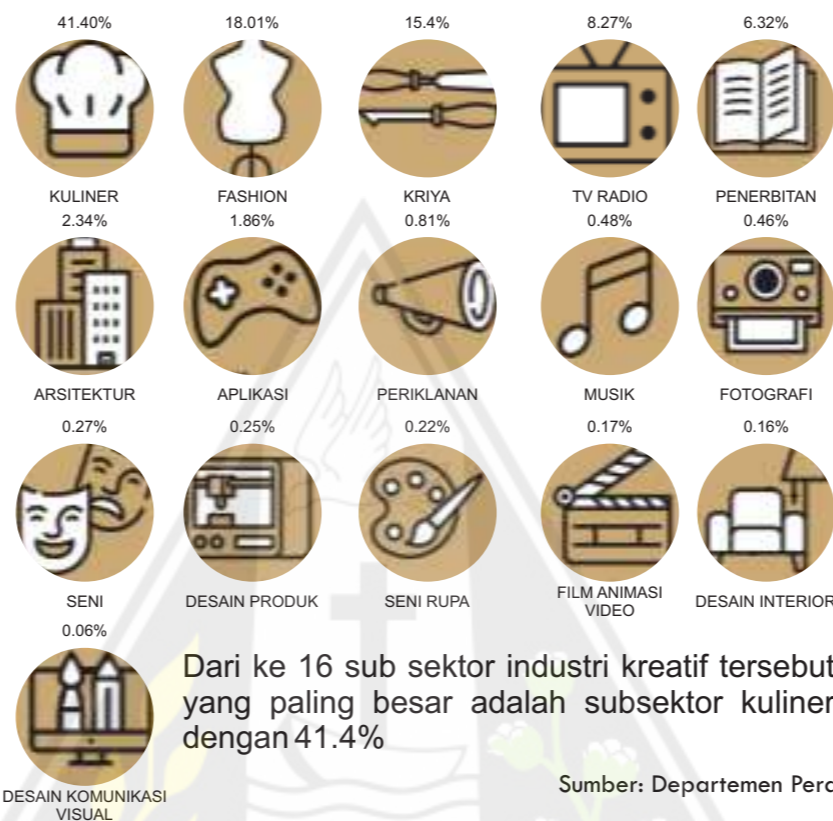 41.40% 18.01% 15.4% 8.27% 6.32%
KULINER FASHION KRIYA TV RADIO PENERBITAN
2.34% 1.86% 0.81% 0.48% 0.46%
ARSITEKTUR APLIKASI PERIKLANAN MUSIK FOTOGRAFI
0.27% 0.25% 0.22% 0.17% 0.16%
SENI DESAIN PRODUK SENI RUPA FILM ANIMASI VIDEO DESAIN INTERIOR
0.06%
DESAIN KOMUNIKASI
VISUAL
Dari ke 16 sub sektor industri kreatif tersebut
yang paling besar adalah subsektor kuliner
dengan 41.4%
Sumber: Departemen Perd